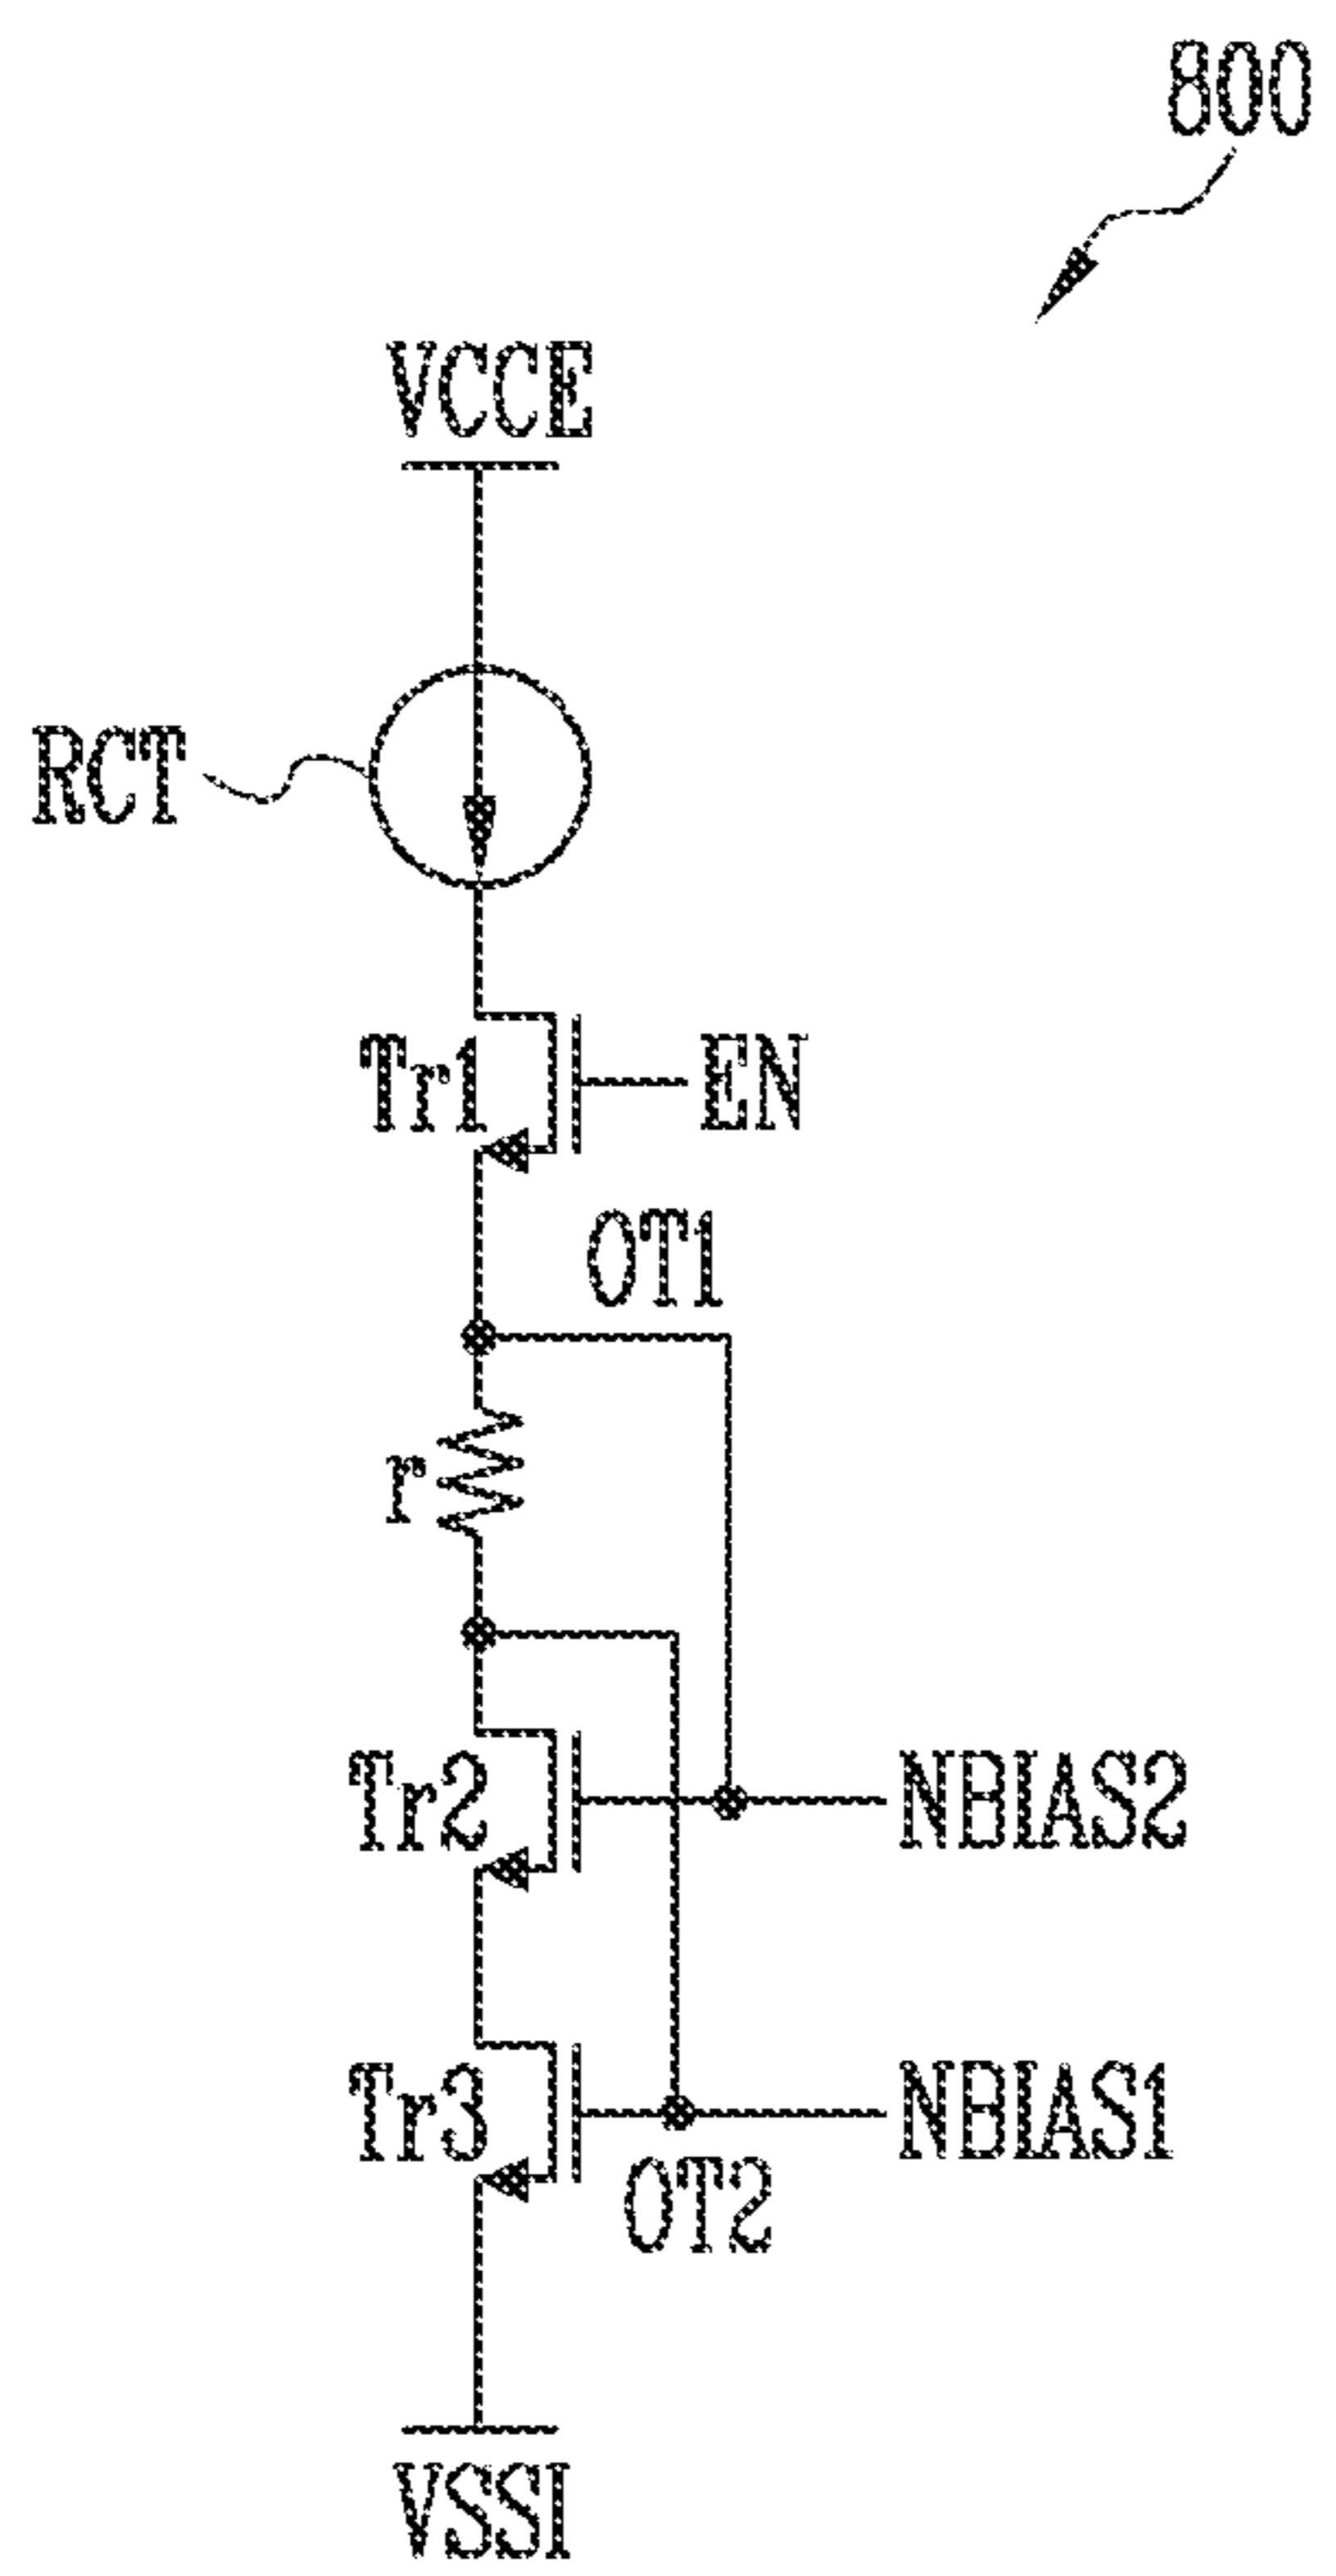 800
VCCE
RCT
Tr1
EN
OT1
r
Tr2
NBIAS2
Tr3
NBIAS1
OT2
VSSI